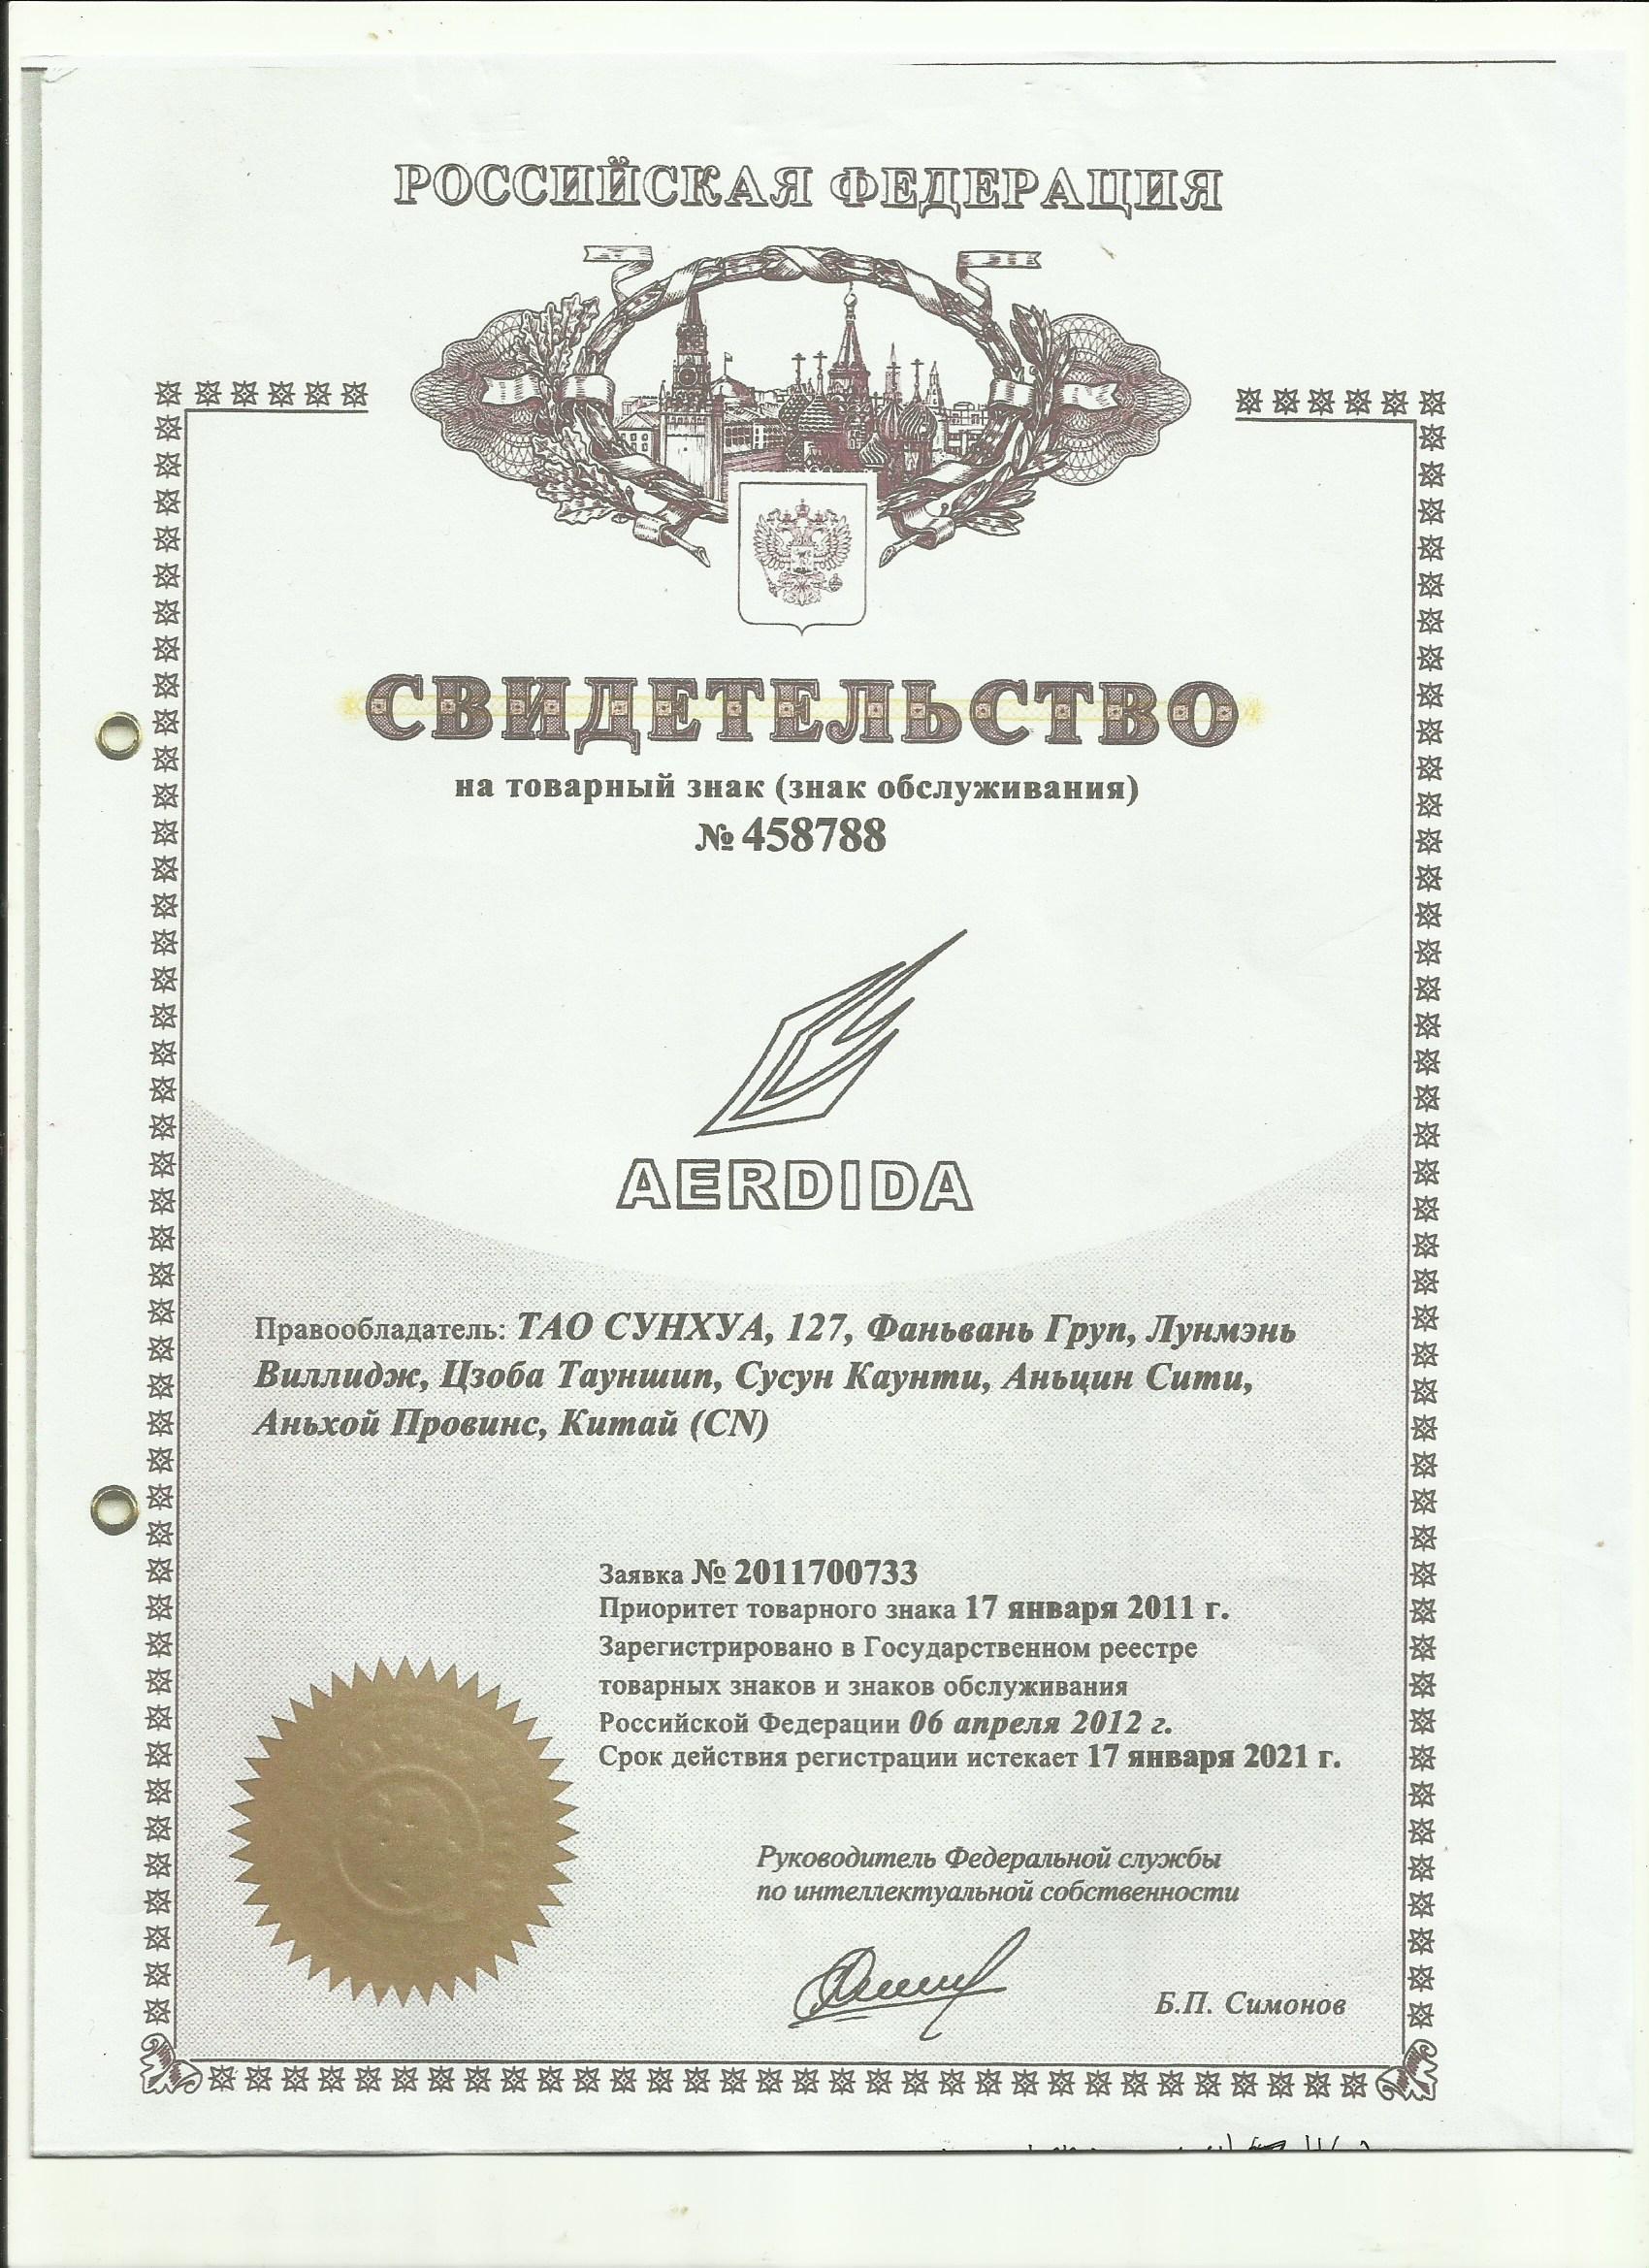 РОССИЙСКАЯ ФЕДЕРАЦИЯ
СВИДЕТЕЛЬСТВО
на товарный знак (знак обслуживания)
№ 458788
AERDIDA
Правообладатель: ТАО СУНХУА, 127, Фаньвань Груп, Лунмэнь
Виллидж, Цзоба Тауншип, Сусун Каунти, Аньцин Сити,
Аньхой Провинс, Китай (CN)
Заявка № 2011700733
Приоритет товарного знака 17 января 2011 г.
Зарегистрировано в Государственном реестре
товарных знаков и знаков обслуживания
Российской Федерации 06 апреля 2012 г.
Срок действия регистрации истекает 17 января 2021 г.
Руководитель Федеральной службы
по интеллектуальной собственности
Б.П. Симонов